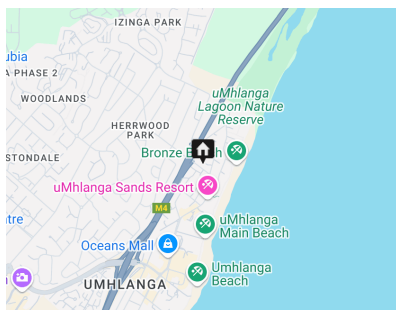 IZINGA PARK
ubia
A PHASE 2
WOODLANDS
uMhlanga
Lagoon Nature
Reserve
HERRWOOD
PARK
STONDALE
Bronze B ch
uMhlanga Sands Resort
M4
ntre
uMhlanga
Main Beach
Oceans Mall
Umhlanga
Beach
UMHLANGA